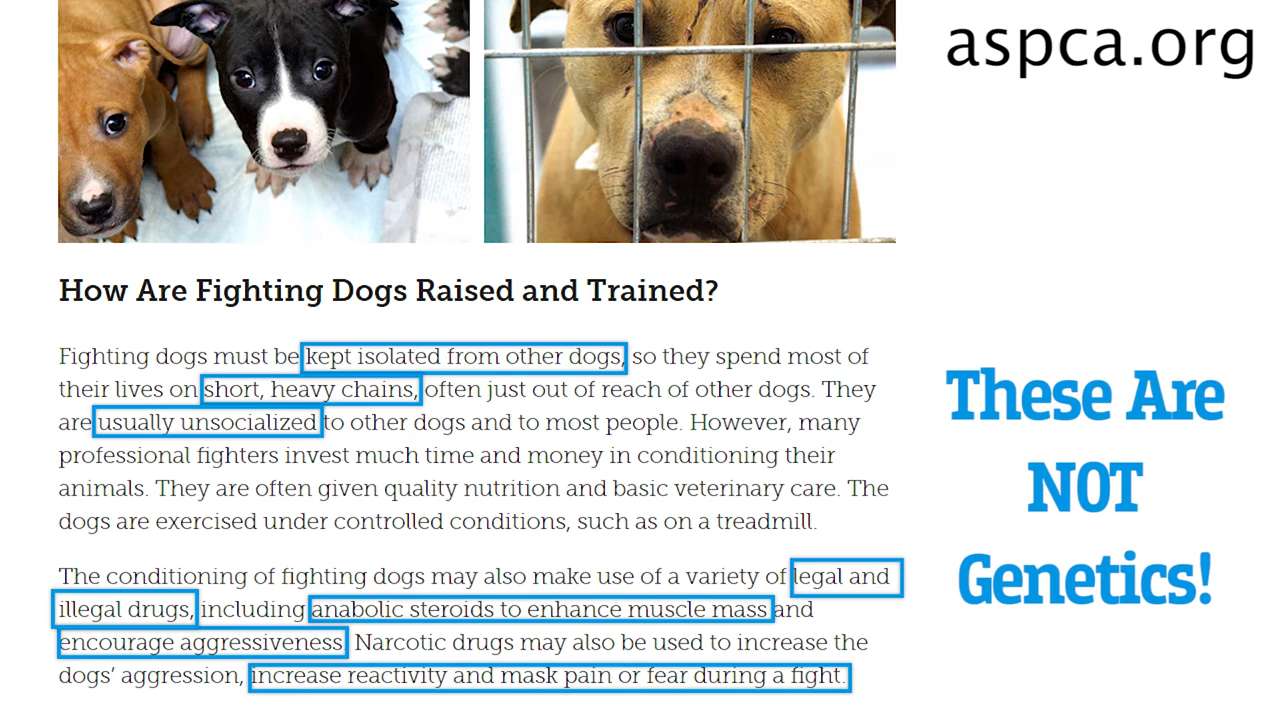 aspca.org
How Are Fighting Dogs Raised and Trained?
Fighting dogs must be kept isolated from other dogs, so they spend most of
their lives on short, heavy chains, often just out of reach of other dogs. They
are usually unsocialized to other dogs and to most people. However, many
professional fighters invest much time and money in conditioning their
animals. They are often given quality nutrition and basic veterinary care. The
dogs are exercised under controlled conditions, such as on a treadmill.
The conditioning of fighting dogs may also make use of a variety of legal and
illegal drugs, including anabolic steroids to enhance muscle mass and
encourage aggressiveness. Narcotic drugs may also be used to increase the
dogs’ aggression, increase reactivity and mask pain or fear during a fight.
These Are
NOT
Genetics!